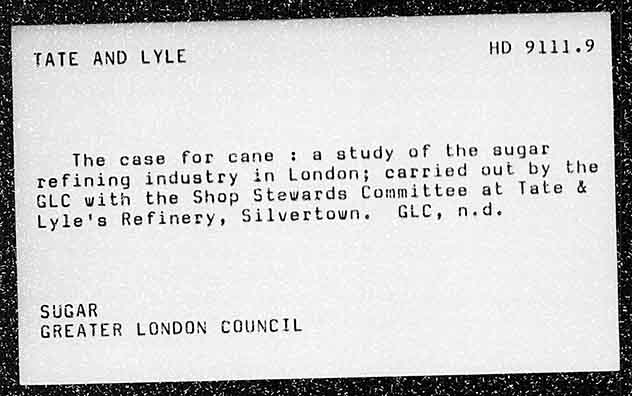 TATE AND LYLE HD 9111.9
The case for cane : a study of the sugar
refining industry in London; carried out by the
GLC with the Shop Stewards Committee at Tate &
Lyle's Refinery, Silvertown. GLC, n.d.
SUGAR
GREATER LONDON COUNCIL